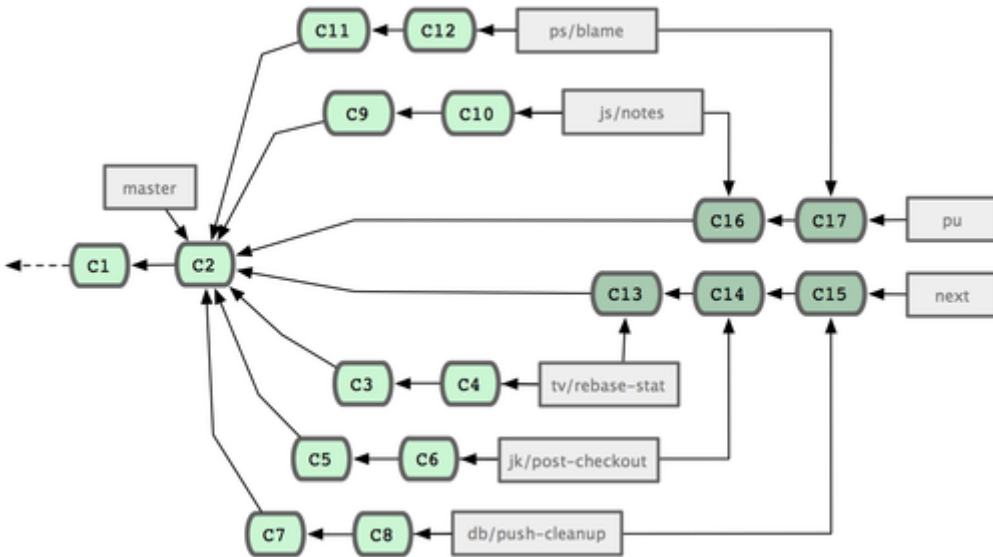 C11 C12 ps/blame
C9 C10 js/notes
master
C16 C17 pu
C1 C2
C13 C14 C15 next
C3 C4 tv/rebase-stat
C5 C6 jk/post-checkout
C7 C8 db/push-cleanup